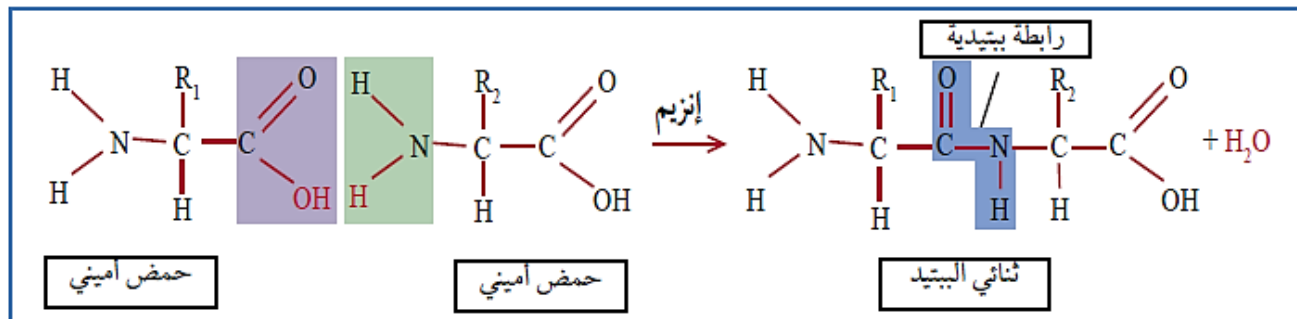 رابطة ببتيدية
H R₁ O H R₂ O H R₁ O R₂ O
N C C N C C إنزيم N C C N C C + H₂O
H H OH H H OH H H H H OH
حمض أميني حمض أميني ثنائي الببتيد